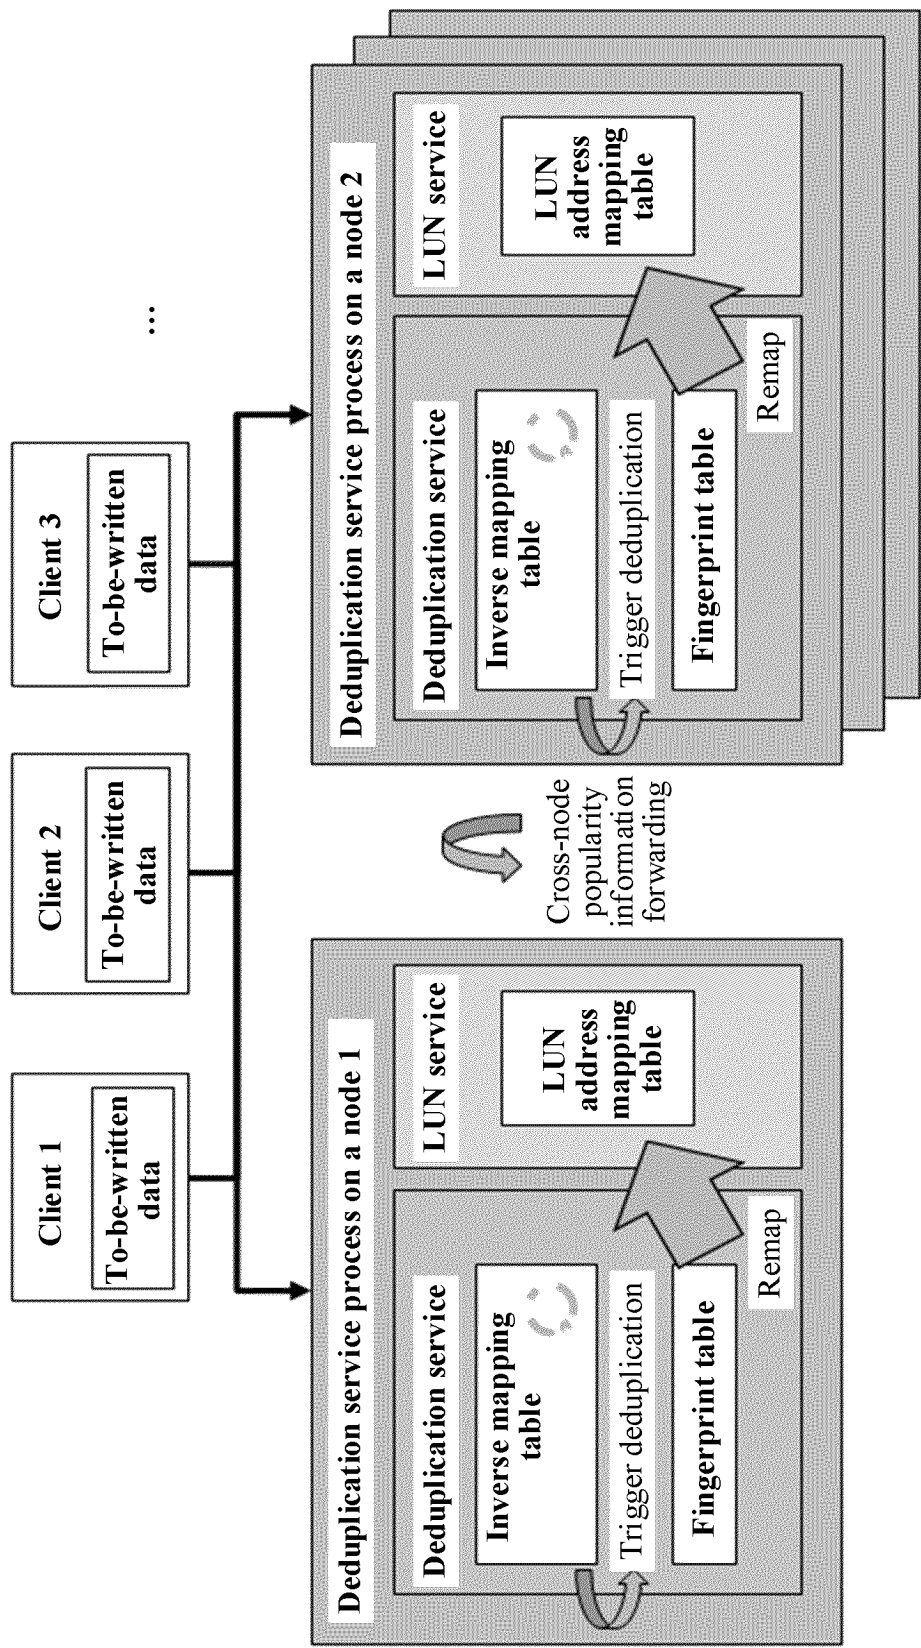 Client 1
To-be-written
data
Client 2
To-be-written
data
Client 3
To-be-written
data
...
Deduplication service process on a node 1
Deduplication service
Inverse mapping
table
Trigger deduplication
Fingerprint table
Remap
LUN service
LUN
address
mapping
table
Cross-node
popularity
information
forwarding
Deduplication service process on a node 2
Deduplication service
Inverse mapping
table
Trigger deduplication
Fingerprint table
Remap
LUN service
LUN
address
mapping
table